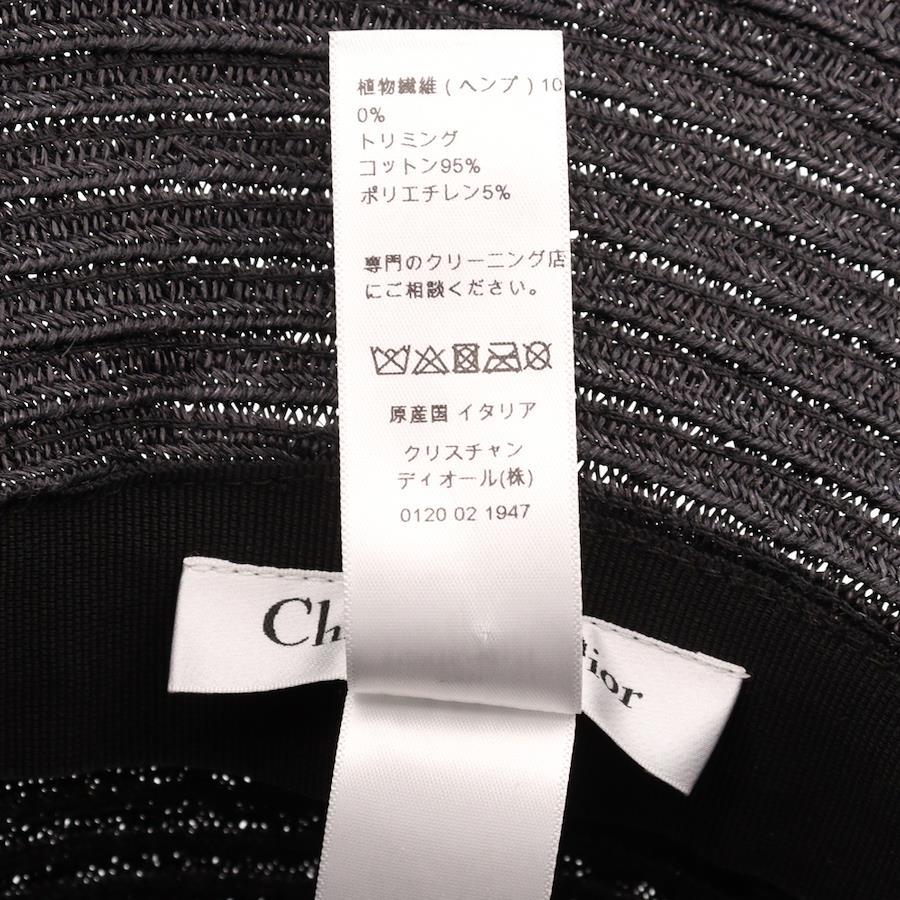 植物繊維(ヘンプ)10
0%
トリミング
コットン95%
ポリエチレン5%
専門のクリーニング店
にご相談ください。
原産国 イタリア
クリスチャン
ディオール(株)
0120 02 1947
Ch
Dior